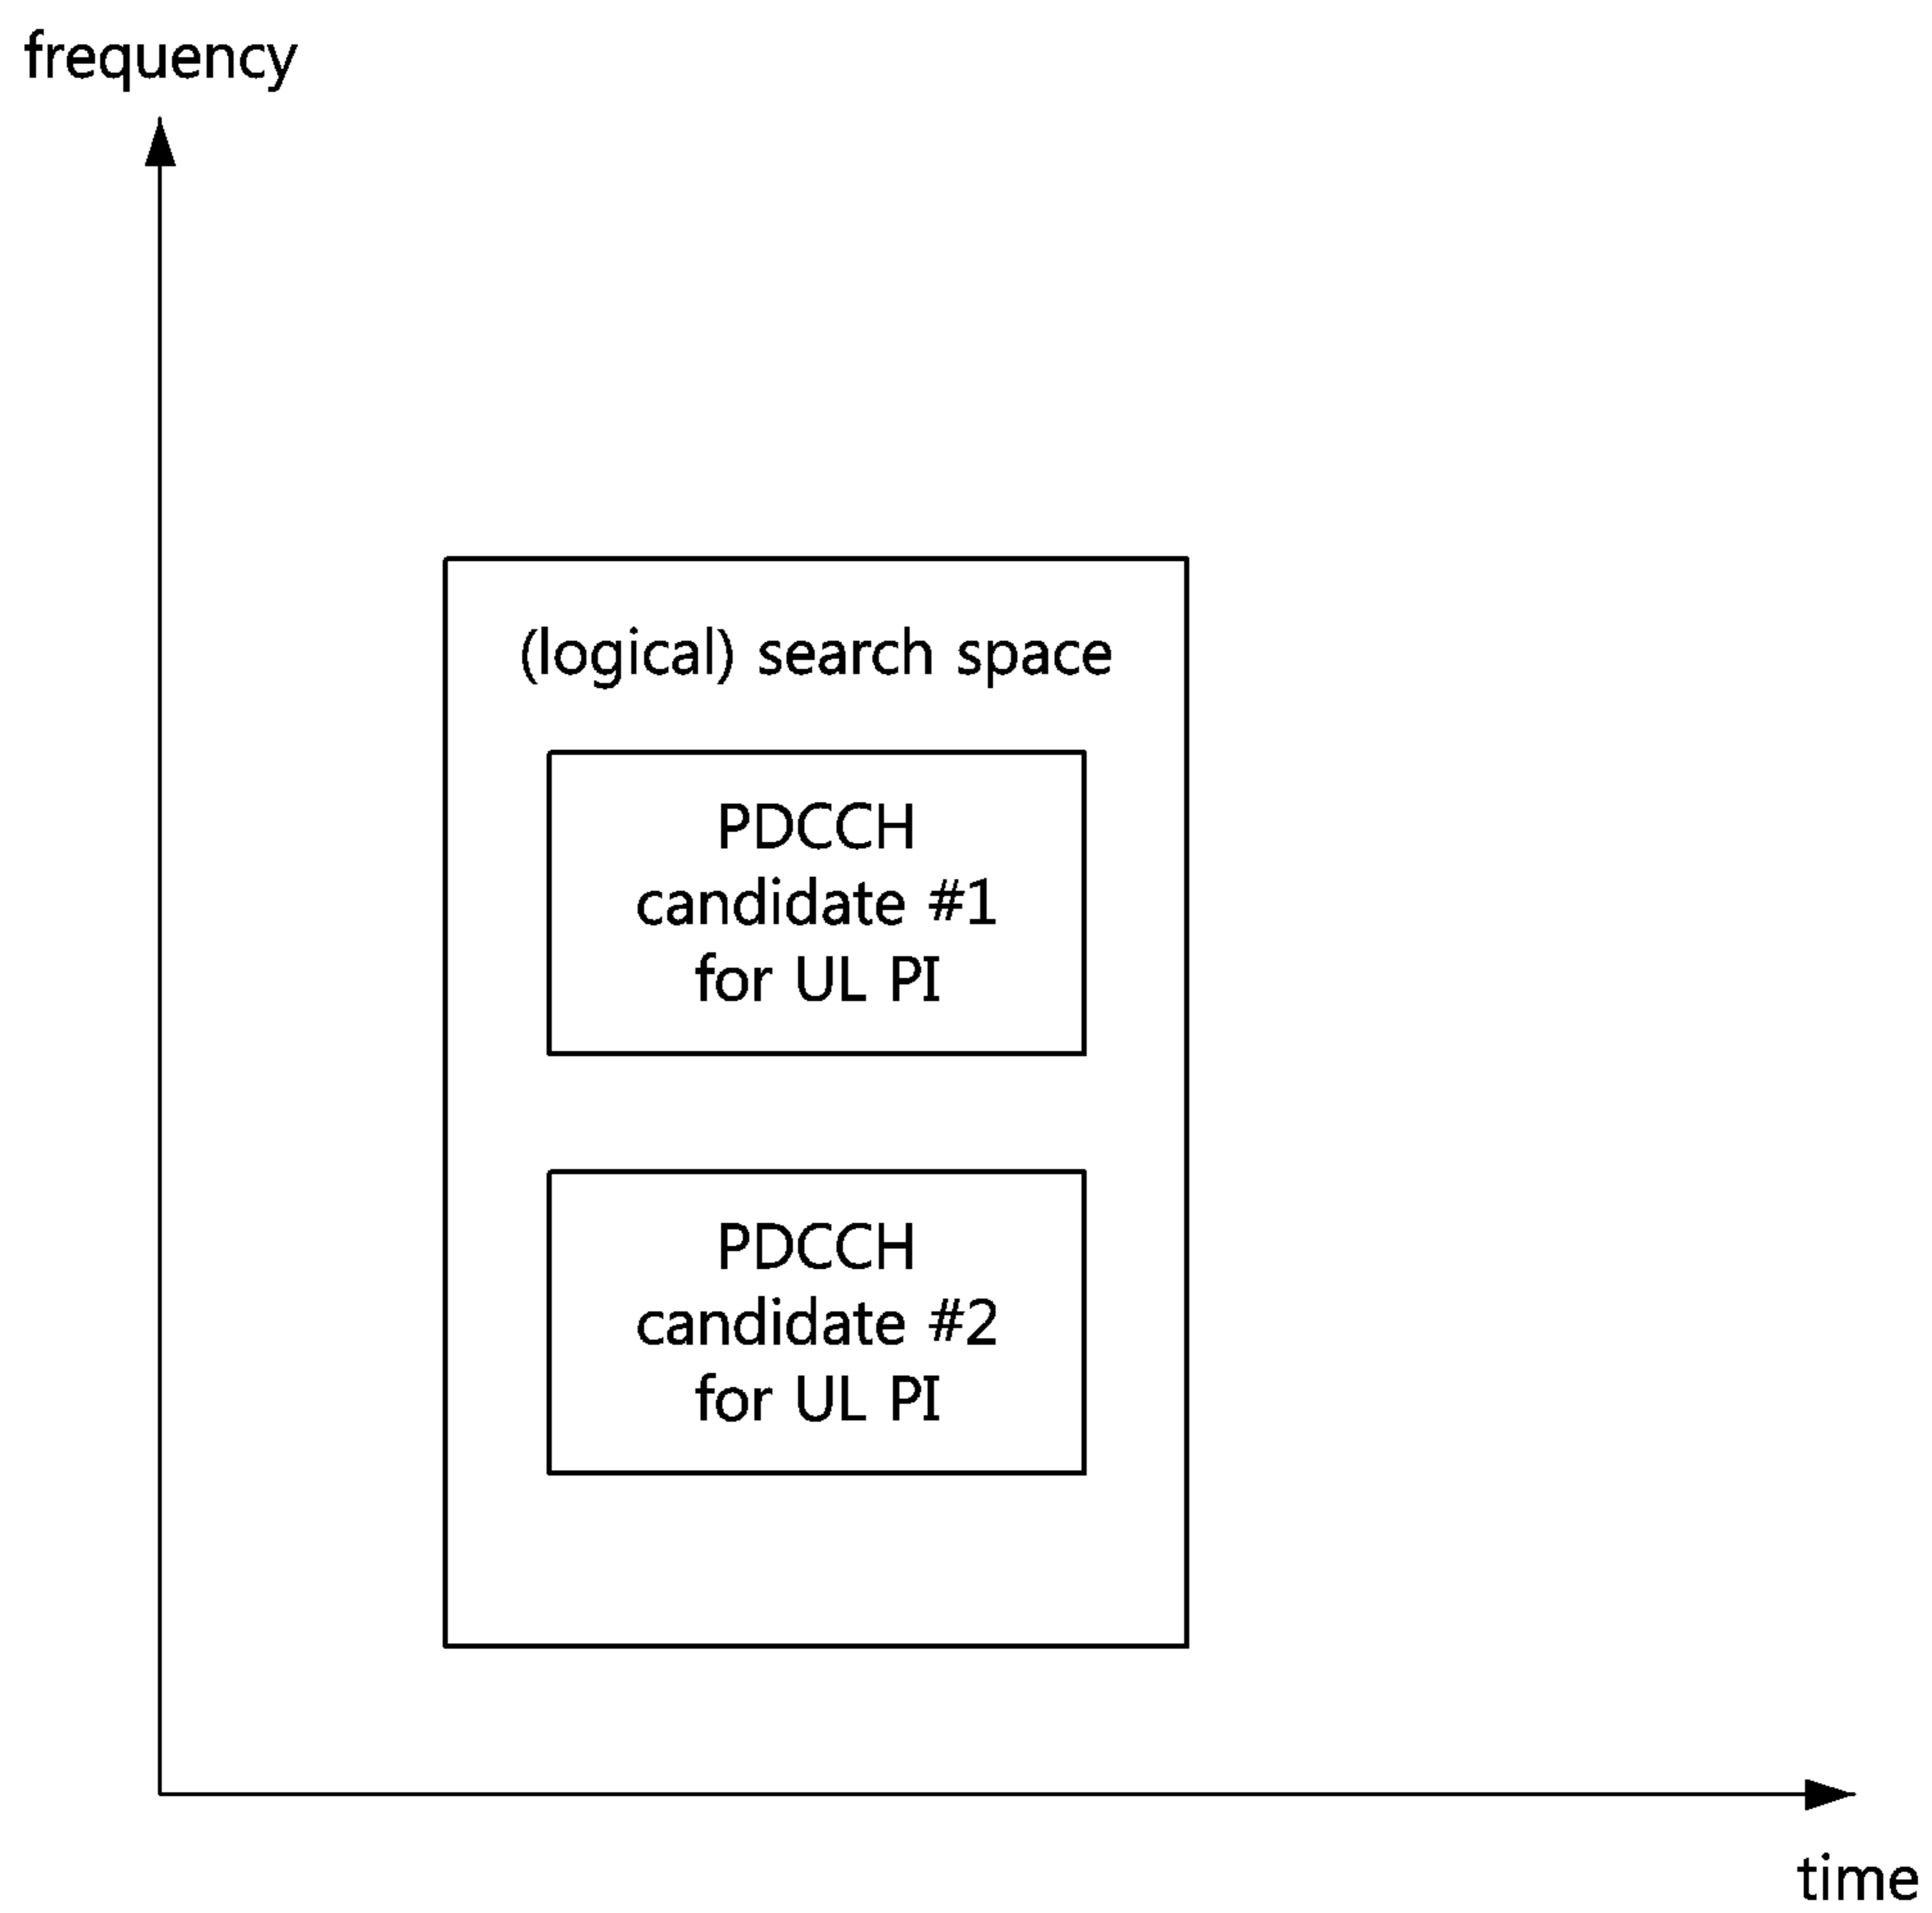 frequency
(logical) search space
PDCCH
candidate #1
for UL PI
PDCCH
candidate #2
for UL PI
time